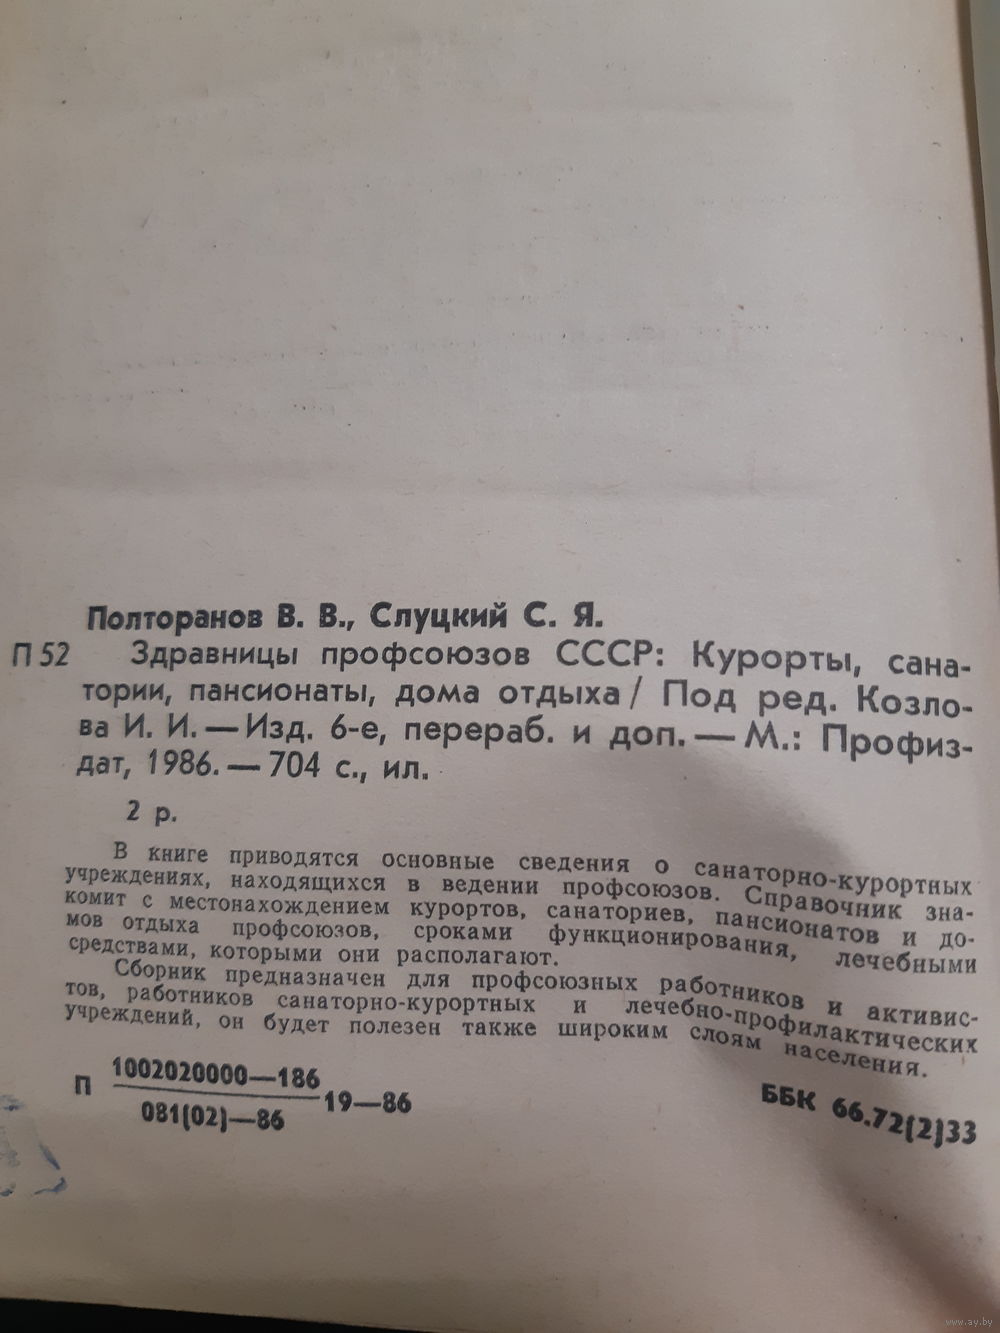 Полторанов В. В., Слуцкий С. Я.
П 52 Здравницы профсоюзов СССР: Курорты, сана-
тории, пансионаты, дома отдыха / Под ред. Козло-
ва И. И. — Изд. 6-е, перераб. и доп. — М.: Профиз-
дат, 1986. — 704 с., ил.
2 р.
В книге приводятся основные сведения о санаторно-курортных
учреждениях, находящихся в ведении профсоюзов. Справочник зна-
комит с местонахождением курортов, санаториев, пансионатов и до-
мов отдыха профсоюзов, сроками функционирования, лечебными
средствами, которыми они располагают.
Сборник предназначен для профсоюзных работников и активис-
тов, работников санаторно-курортных и лечебно-профилактических
учреждений, он будет полезен также широким слоям населения.
П 1002020000—186
081(02)—86 19—86
ББК 66.72(2)33
www.ay.by